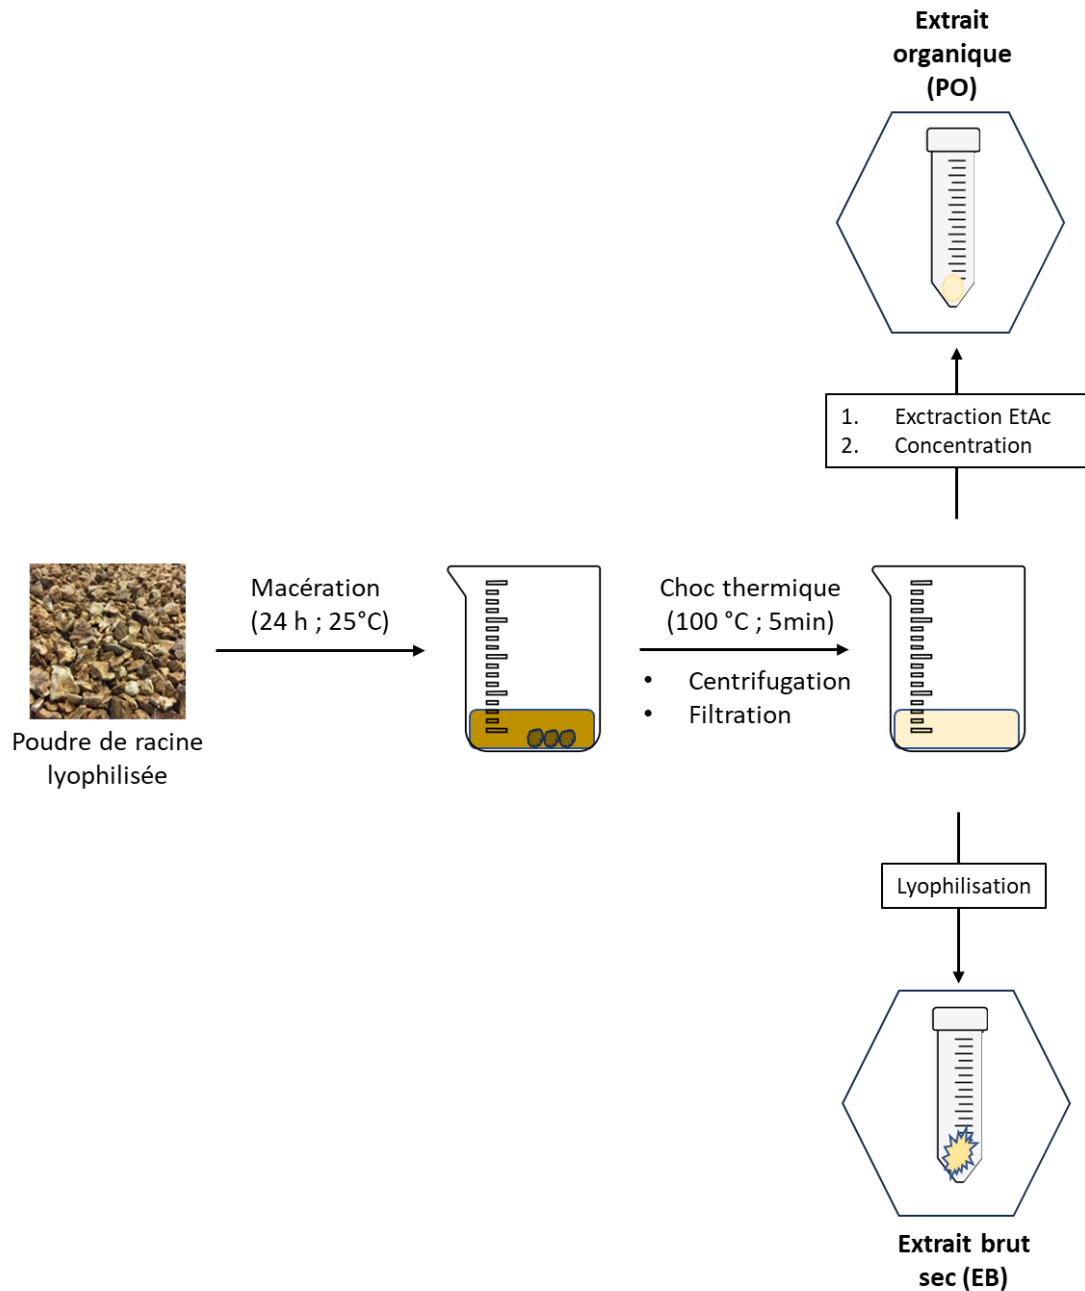 Extrait
organique
(PO)
1. Exctraction EtAc
2. Concentration
Macération
(24 h ; 25°C)
Choc thermique
(100 °C ; 5min)
• Centrifugation
• Filtration
Poudre de racine
lyophilisée
Lyophilisation
Extrait brut
sec (EB)